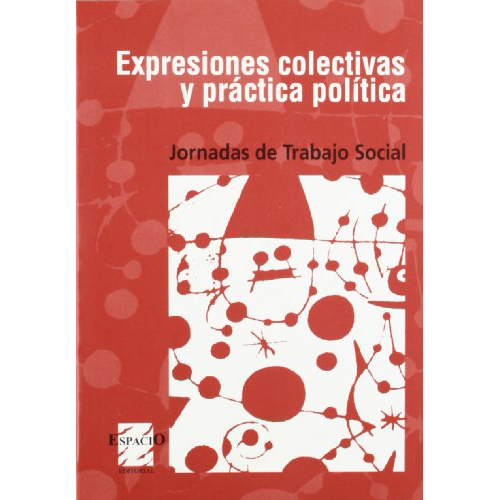 Expresiones colectivas
y práctica política
Jornadas de Trabajo Social
ESPACIO
EDITORIAL